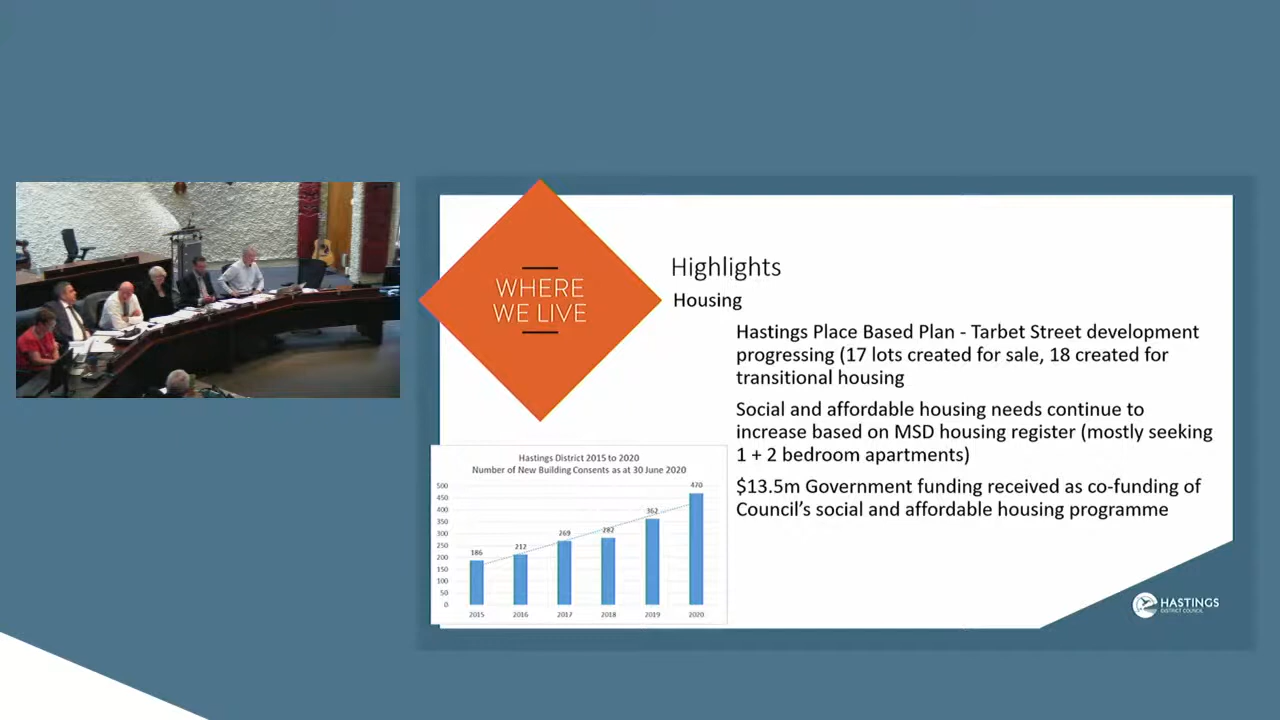 WHERE
WE LIVE
Highlights
Housing
Hastings Place Based Plan - Tarbet Street development
progressing (17 lots created for sale, 18 created for
transitional housing
Social and affordable housing needs continue to
increase based on MSD housing register (mostly seeking
1 + 2 bedroom apartments)
$13.5m Government funding received as co-funding of
Council's social and affordable housing programme
Hastings District 2015 to 2020
Number of New Building Consents as at 30 June 2020
500
450
400
350
300
250
200
150
100
50
0
186
212
269
282
362
470
2015 2016 2017 2018 2019 2020
HASTINGS
DISTRICT COUNCIL